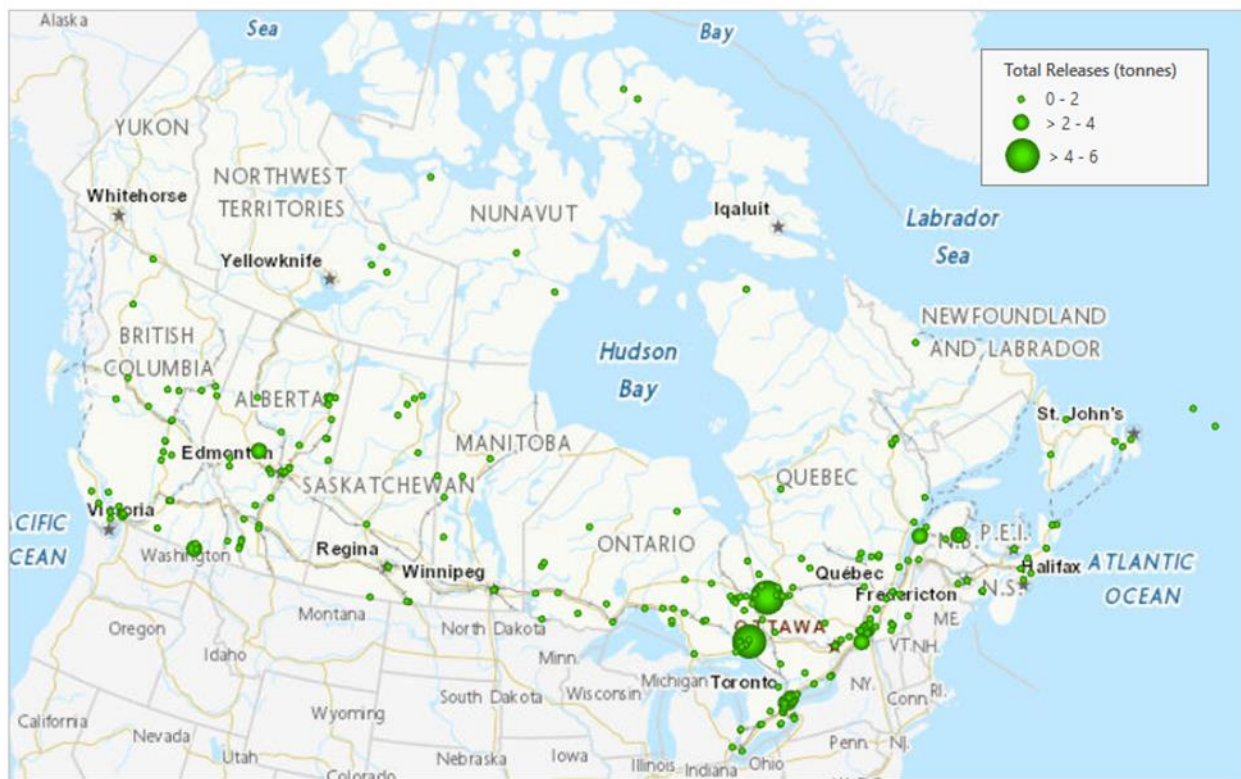 Alaska
Sea
Bay
Total Releases (tonnes)
0 - 2
> 2 - 4
> 4 - 6
YUKON
NORTHWEST
TERRITORIES
Whitehorse
NUNAVUT
Iqaluit
Labrador
Sea
Yellowknife
BRITISH
COLUMBIA
NEWFOUNDLAND
AND LABRADOR
Hudson
Bay
ALBERTA
St. John's
MANITOBA
Edmonton
QUEBEC
SASKATCHEWAN
Victoria
ACIFIC
OCEAN
Washington
Regina
ONTARIO
N.B.
P.E.I.
Winnipeg
Québec
Halifax
ATLANTIC
OCEAN
Fredericton
N.S.
Montana
North Dakota
OTTAWA
ME.
Oregon
Idaho
Minn.
VT.
NH.
Michigan
Toronto
NY.
South Dakota
Wisconsin
Conn.
RI.
Wyoming
California
Nevada
Utah
Nebraska
Iowa
Illinois
Indiana
Ohio
Penn.
NJ.
Colorado